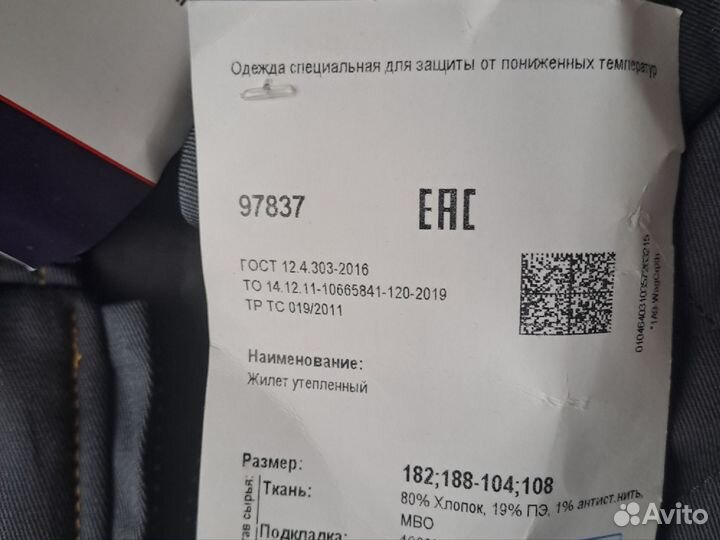 Одежда специальная для защиты от пониженных температур
97837
EAC
ГОСТ 12.4.303-2016
ТО 14.12.11-10665841-120-2019
ТР ТС 019/2011
Наименование:
Жилет утепленный
Размер:
182;188-104;108
Ткань:
80% Хлопок, 19% ПЭ, 1% антист.нить,
МВО
Подкладка:
сырья:
Avito